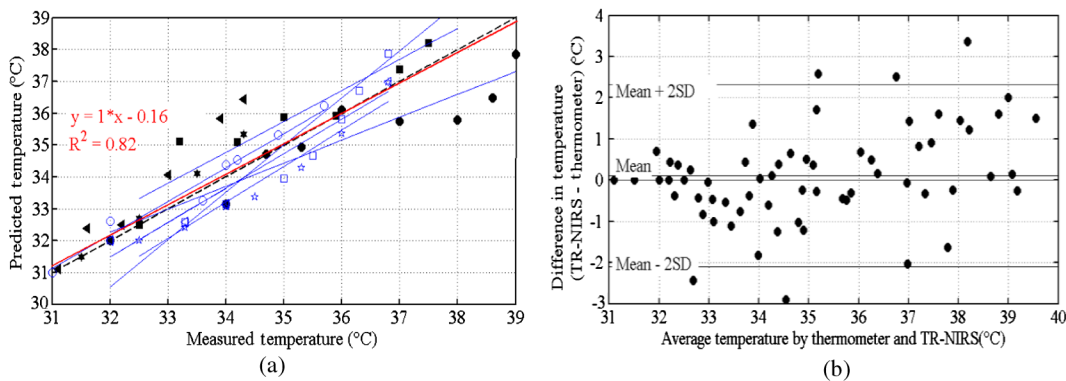 39
38
37
36
35
34
33
32
31
30
Predicted temperature (°C)
y = 1*x - 0.16
R² = 0.82
31 32 33 34 35 36 37 38 39
Measured temperature (°C)
(a)
4
3
2
1
0
-1
-2
-3
Difference in temperature
(TR-NIRS - thermometer) (°C)
Mean + 2SD
Mean
Mean - 2SD
31 32 33 34 35 36 37 38 39 40
Average temperature by thermometer and TR-NIRS(°C)
(b)